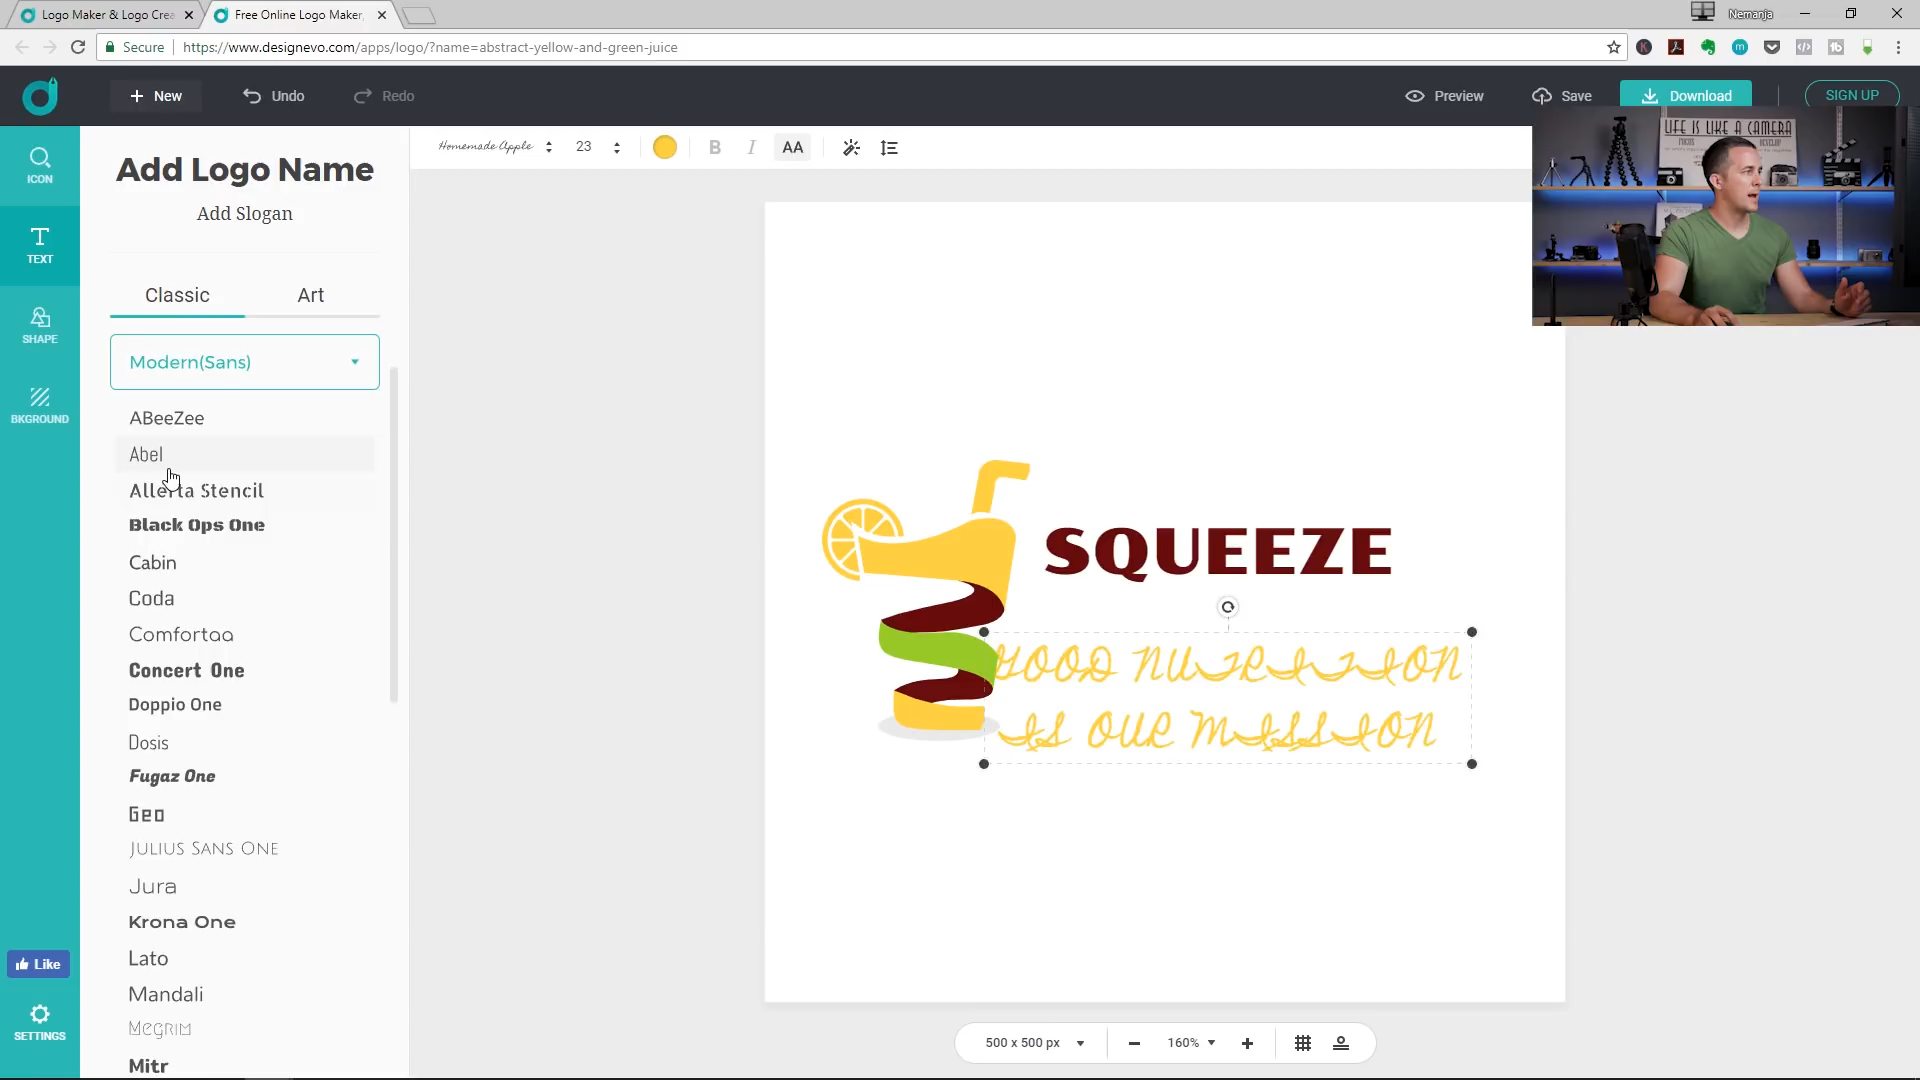 Logo Maker & Logo Crea
Free Online Logo Maker,
Nemanja
Secure
https://www.designevo.com/apps/logo/?name=abstract-yellow-and-green-juice
+ New
Undo
Redo
Preview
Save
Download
SIGN UP
ICON
TEXT
SHAPE
BKGROUND
Like
SETTINGS
Add Logo Name
Add Slogan
Classic
Art
Modern(Sans)
ABeeZee
Abel
Allerta Stencil
Black Ops One
Cabin
Coda
Comfortaa
Concert One
Doppio One
Dosis
Fugaz One
Geo
Julius Sans One
Jura
Krona One
Lato
Mandali
Megrim
Mitr
Homemade Apple
23
B
I
AA
LIFE IS LIKE A CAMERA
FOCUS
DEVELOP
SQUEEZE
GOOD NUTRITION
IS OUR MISSION
500 x 500 px
160%